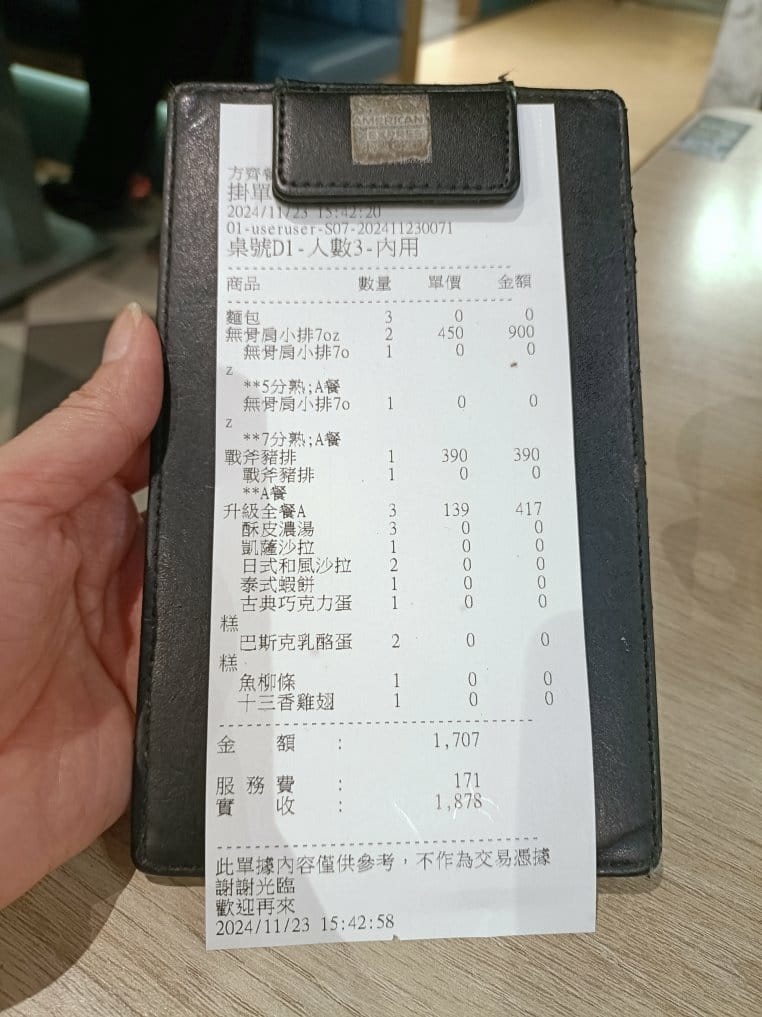 AMERICAN
EXPRESS
方齊
掛單
2024/11/23 15:42:20
01-useruser-S07-202411230071
桌號D1-人數3-內用
商品 數量 單價 金額
麵包 3 0 0
無骨肩小排7oz 2 450 900
無骨肩小排7o 1 0 0
z
**5分熟;A餐
無骨肩小排7o 1 0 0
z
**7分熟;A餐
戰斧豬排 1 390 390
戰斧豬排 1 0 0
**A餐
升級全餐A 3 139 417
酥皮濃湯 3 0 0
凱薩沙拉 1 0 0
日式和風沙拉 2 0 0
泰式蝦餅 1 0 0
古典巧克力蛋 1 0 0
糕
巴斯克乳酪蛋 2 0 0
糕
魚柳條 1 0 0
十三香雞翅 1 0 0
金 額 : 1,707
服務費 : 171
實 收 : 1,878
此單據內容僅供參考，不作為交易憑據
謝謝光臨
歡迎再來
2024/11/23 15:42:58